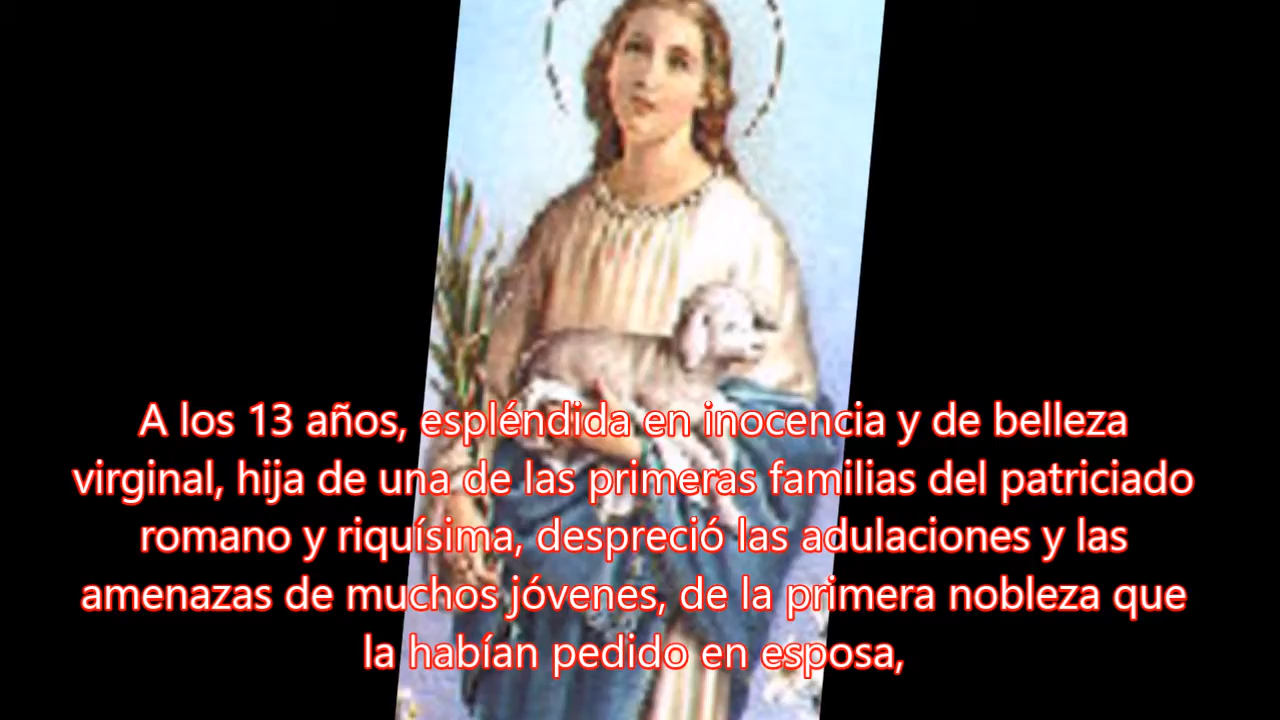 A los 13 años, espléndida en inocencia y de belleza
virginal, hija de una de las primeras familias del patriciado
romano y riquísima, despreció las adulaciones y las
amenazas de muchos jóvenes, de la primera nobleza que
la habían pedido en esposa,